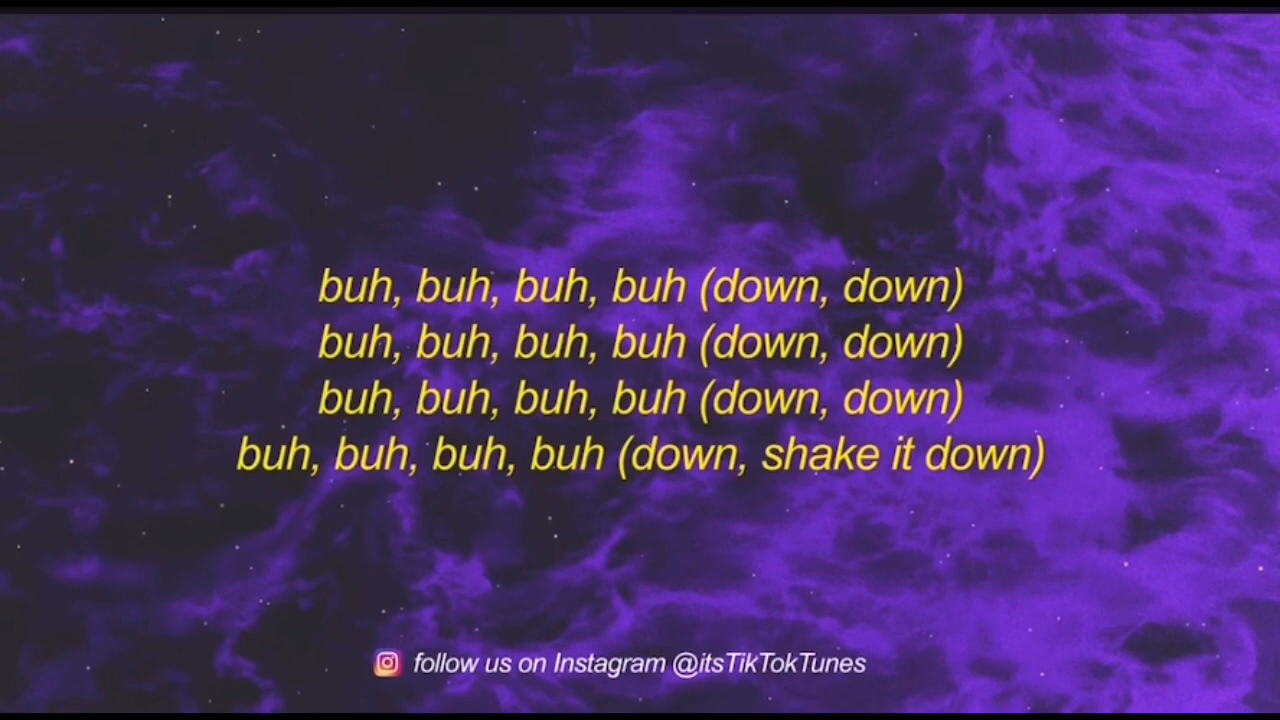 buh, buh, buh, buh (down, down)
buh, buh, buh, buh (down, down)
buh, buh, buh, buh (down, down)
buh, buh, buh, buh (down, shake it down)
follow us on Instagram @itsTikTokTunes